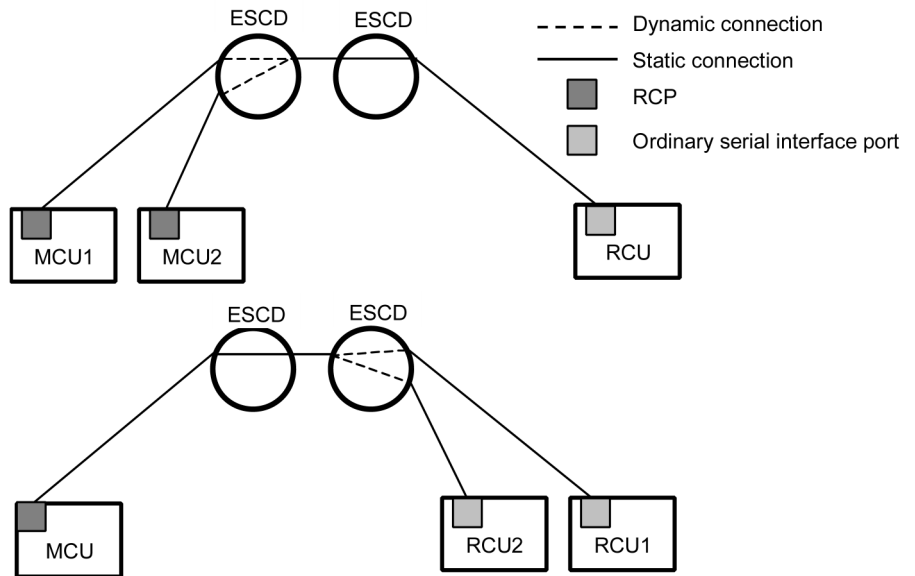 ESCD
ESCD
Dynamic connection
Static connection
RCP
Ordinary serial interface port
MCU1
MCU2
RCU
ESCD
ESCD
MCU
RCU2
RCU1